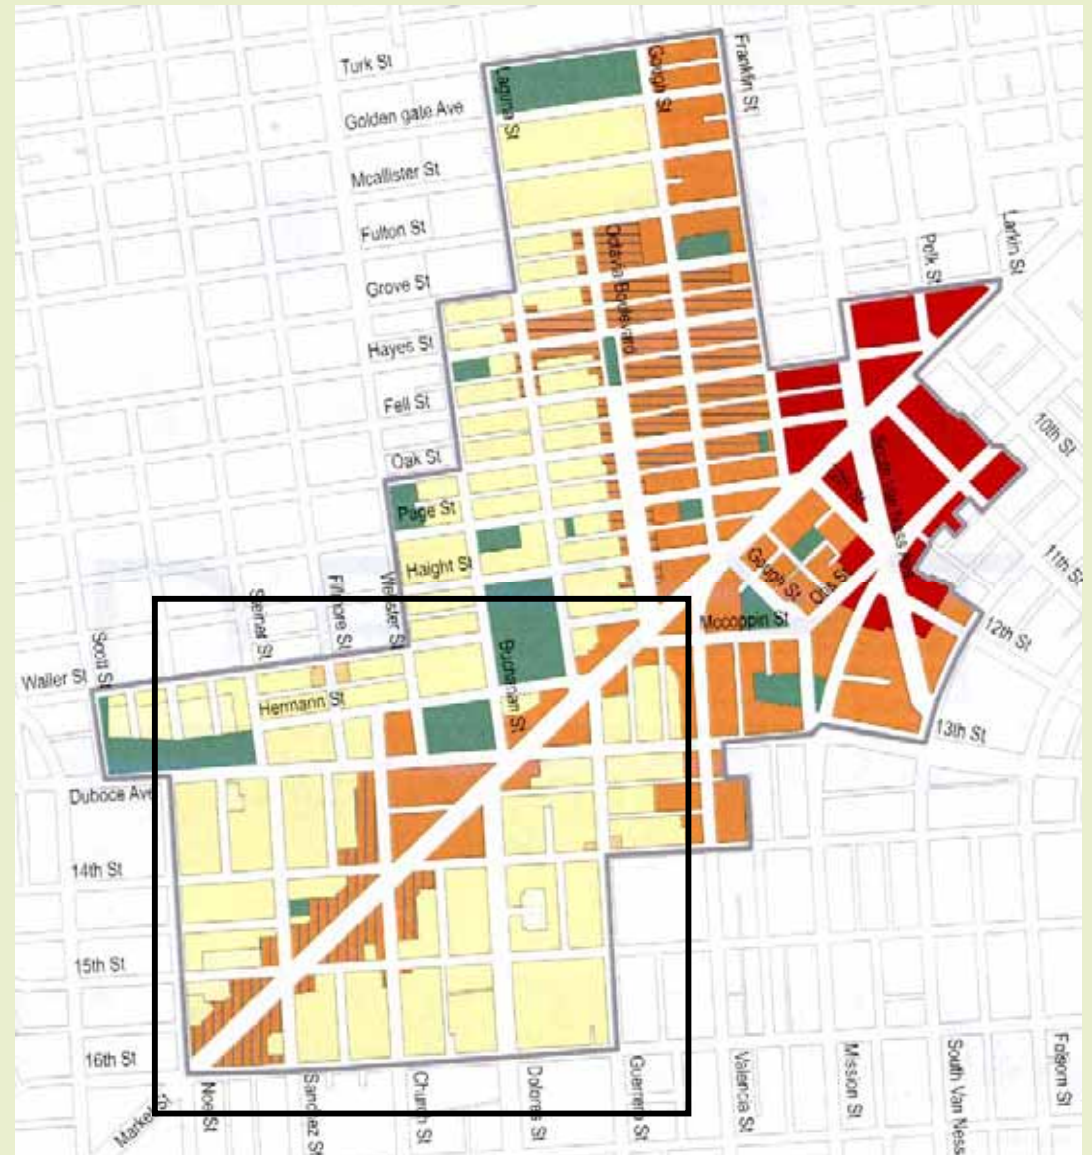 Turk St
Golden gate Ave
Mcallister St
Fulton St
Grove St
Hayes St
Fell St
Oak St
Page St
Haight St
Laguna St
Gough St
Franklin St
Octavia Boulevard
Polk St
Larkin St
10th St
11th St
12th St
13th St
Gough St
Otis St
Mccoppin
Webster St
Fillmore St
Steiner St
Scott St
Waller St
Hermann St
Buchanan St
Duboce Ave
14th St
15th St
16th St
Market St
Noe St
Sanchez St
Church St
Dolores St
Guerrero St
Valencia St
Mission St
South Van Ness
Folsom St